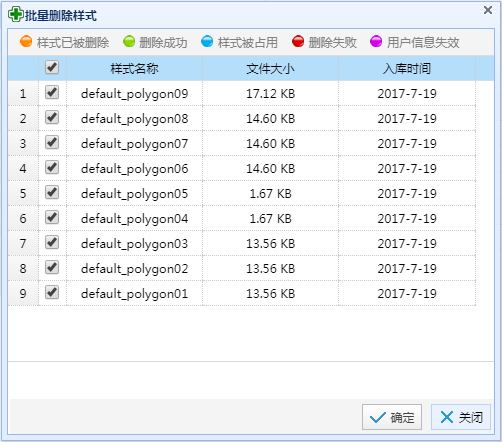 批量删除样式
样式已被删除 删除成功 样式被占用 删除失败 用户信息失效
样式名称 文件大小 入库时间
1 default_polygon09 17.12 KB 2017-7-19
2 default_polygon08 14.60 KB 2017-7-19
3 default_polygon07 14.60 KB 2017-7-19
4 default_polygon06 14.60 KB 2017-7-19
5 default_polygon05 1.67 KB 2017-7-19
6 default_polygon04 1.67 KB 2017-7-19
7 default_polygon03 13.56 KB 2017-7-19
8 default_polygon02 13.56 KB 2017-7-19
9 default_polygon01 13.56 KB 2017-7-19
确定 关闭